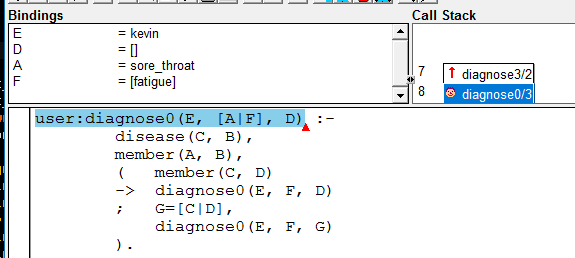 Bindings
Call Stack
E = kevin
D = []
A = sore_throat
F = [fatigue]
7 diagnose3/2
8 diagnose0/3
user:diagnose0(E, [A|F], D) :-
disease(C, B),
member(A, B),
( member(C, D)
-> diagnose0(E, F, D)
; G=[C|D],
diagnose0(E, F, G)
).